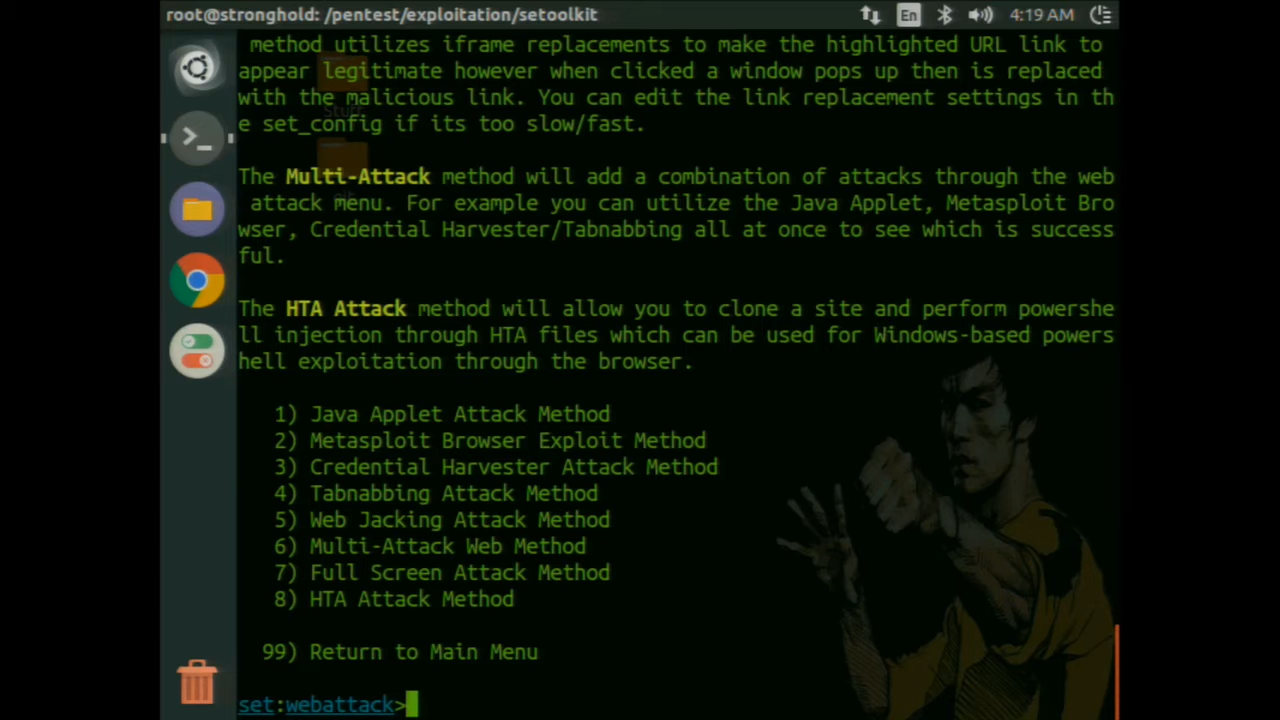 root@stronghold: /pentest/exploitation/setoolkit
En
4:19 AM
method utilizes iframe replacements to make the highlighted URL link to
appear legitimate however when clicked a window pops up then is replaced
with the malicious link. You can edit the link replacement settings in th
e set_config if its too slow/fast.
Stuff
The Multi-Attack method will add a combination of attacks through the web
attack menu. For example you can utilize the Java Applet, Metasploit Bro
wser, Credential Harvester/Tabnabbing all at once to see which is success
ful.
The HTA Attack method will allow you to clone a site and perform powershe
ll injection through HTA files which can be used for Windows-based powers
hell exploitation through the browser.
1) Java Applet Attack Method
2) Metasploit Browser Exploit Method
3) Credential Harvester Attack Method
4) Tabnabbing Attack Method
5) Web Jacking Attack Method
6) Multi-Attack Web Method
7) Full Screen Attack Method
8) HTA Attack Method
99) Return to Main Menu
set:webattack>